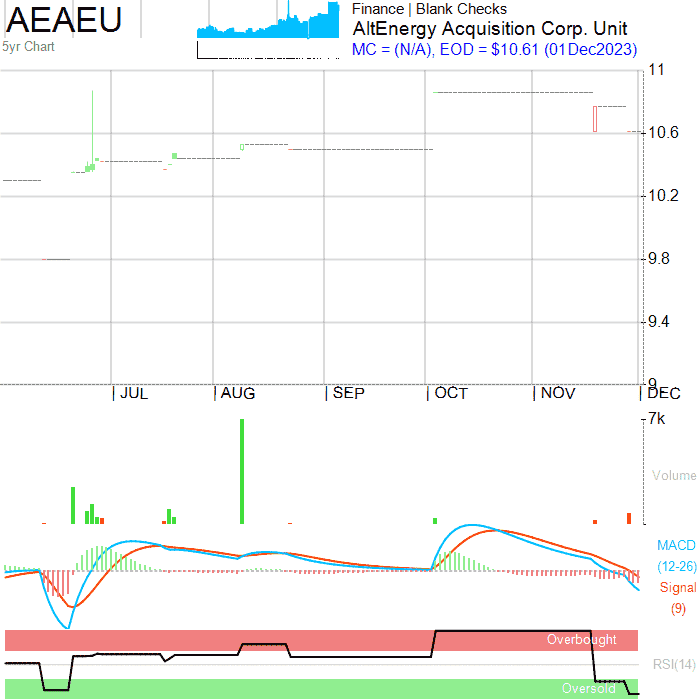 AEAEU
5yr Chart
Finance | Blank Checks
AltEnergy Acquisition Corp. Unit
MC = (N/A), EOD = $10.61 (01Dec2023)
11
10.6
10.2
9.8
9.4
9
JUL
AUG
SEP
OCT
NOV
DEC
7k
Volume
MACD
(12-26)
Signal
(9)
Overbought
RSI(14)
Oversold